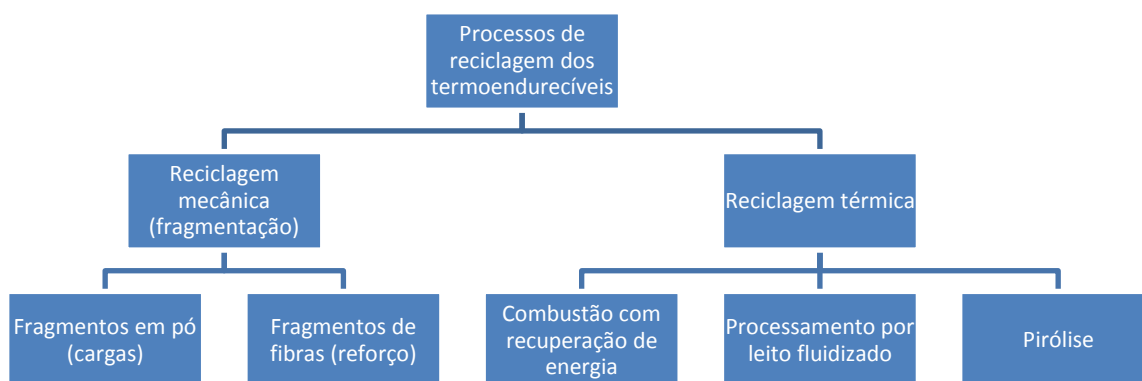 Processos de
reciclagem dos
termoendurecíveis
Reciclagem
mecânica
(fragmentação)
Reciclagem térmica
Fragmentos em pó
(cargas)
Fragmentos de
fibras (reforço)
Combustão com
recuperação de
energia
Processamento por
leito fluidizado
Pirólise